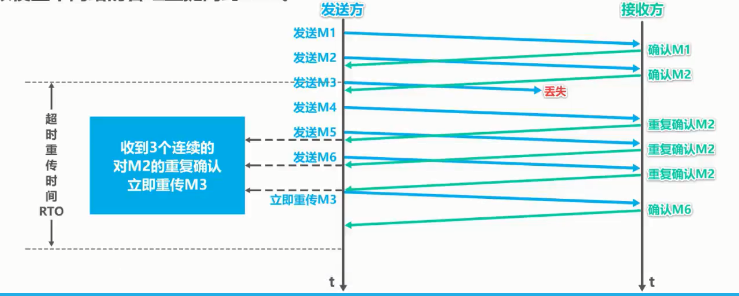 发送方
接收方
发送M1
确认M1
发送M2
确认M2
发送M3
丢失
发送M4
重复确认M2
发送M5
重复确认M2
发送M6
重复确认M2
立即重传M3
确认M6
超时重传时间
RTO
收到3个连续的
对M2的重复确认
立即重传M3
t
t